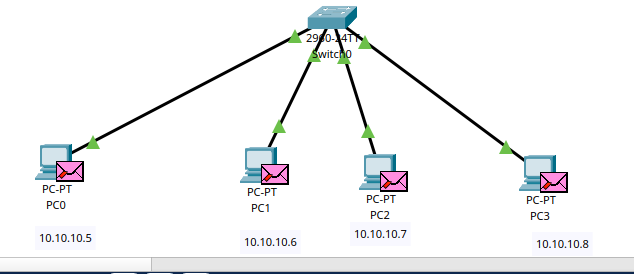 2960-24TT
Switch0
PC-PT
PC0
10.10.10.5
PC-PT
PC1
10.10.10.6
PC-PT
PC2
10.10.10.7
PC-PT
PC3
10.10.10.8